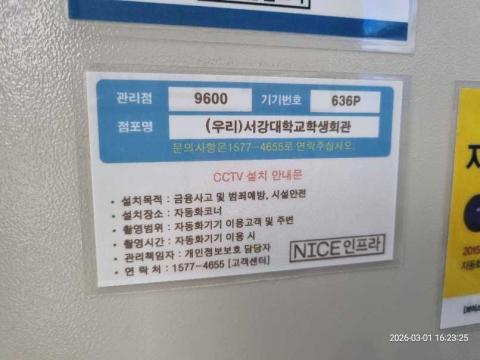 관리점 9600 기기번호 636P
점포명 (우리)서강대학교학생회관
문의사항은1577-4655로 연락주십시오.
CCTV 설치 안내문
• 설치목적 : 금융사고 및 범죄예방, 시설안전
• 설치장소 : 자동화코너
• 촬영범위 : 자동화기기 이용고객 및 주변
• 촬영시간 : 자동화기기 이용 시
• 관리책임자 : 개인정보보호 담당자
• 연 락 처 : 1577-4655 [고객센터]
NICE인프라
2015
자동화
2026-03-01 16:23:25